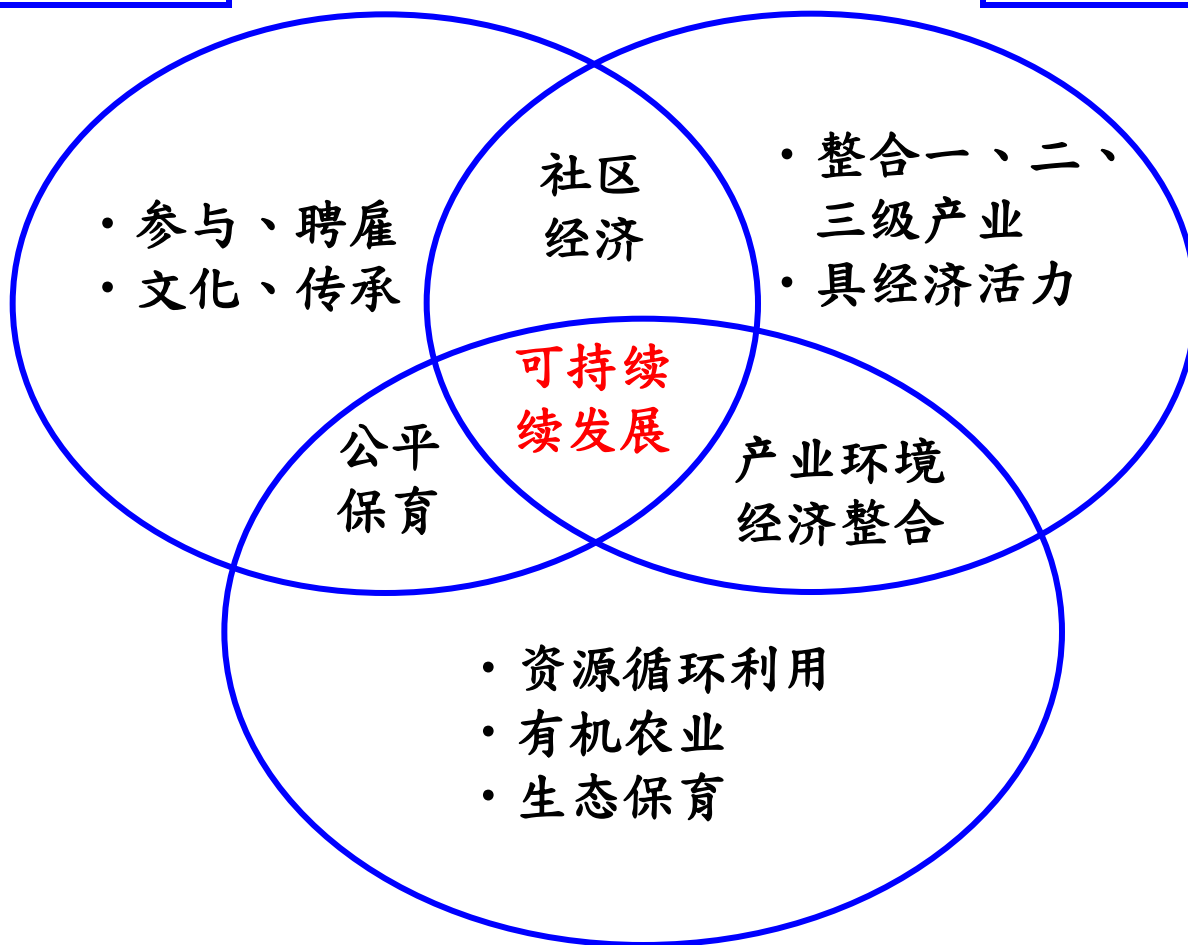 ・参与、聘雇
・文化、传承
社区
经济
・整合一、二、
三级产业
・具经济活力
可持续
续发展
公平
保育
产业环境
经济整合
・资源循环利用
・有机农业
・生态保育